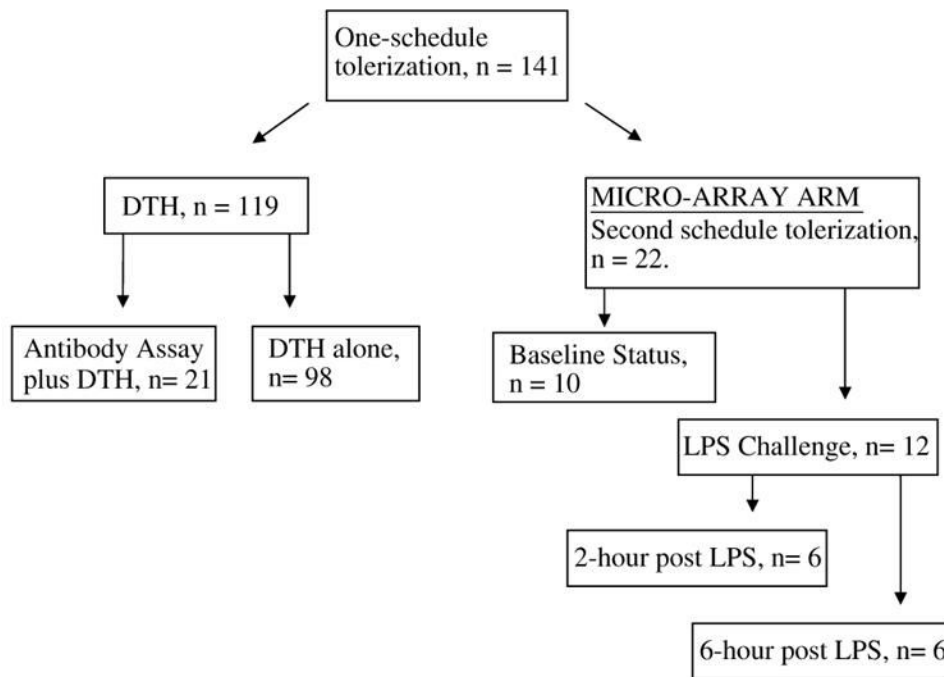 One-schedule
tolerization, n = 141
DTH, n = 119
MICRO-ARRAY ARM
Second schedule tolerization,
n = 22.
Antibody Assay
plus DTH, n= 21
DTH alone,
n= 98
Baseline Status,
n = 10
LPS Challenge, n= 12
2-hour post LPS, n= 6
6-hour post LPS, n= 6